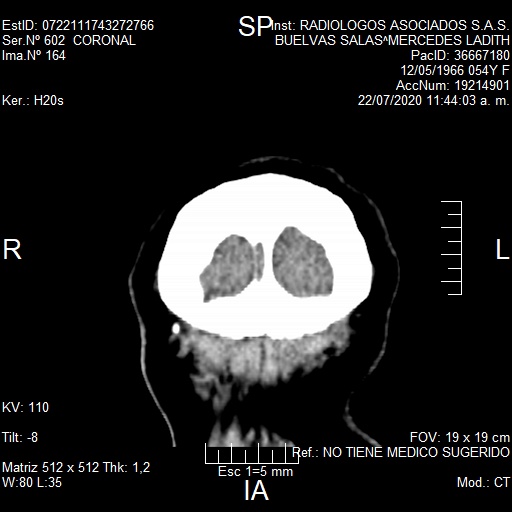 EstID: 0722111743272766
Ser.Nº 602 CORONAL
Ima.Nº 164
Ker.: H20s
SP
Inst: RADIOLOGOS ASOCIADOS S.A.S.
BUELVAS SALAS^MERCEDES LADITH
PacID: 36667180
12/05/1966 054Y F
AccNum: 19214901
22/07/2020 11:44:03 a. m.
R
L
KV: 110
Tilt: -8
Matriz 512 x 512 Thk: 1,2
W:80 L:35
Esc 1=5 mm
IA
FOV: 19 x 19 cm
Ref.: NO TIENE MEDICO SUGERIDO
Mod.: CT